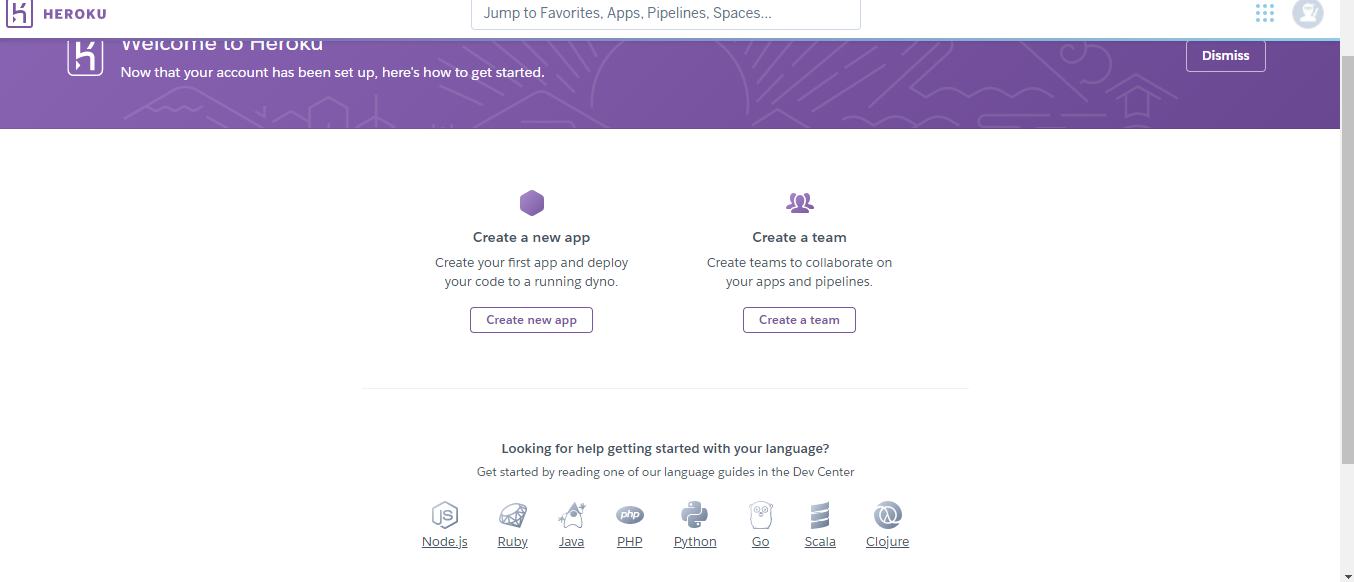 HEROKU
Jump to Favorites, Apps, Pipelines, Spaces...
Welcome to Heroku
Now that your account has been set up, here's how to get started.
Dismiss
Create a new app
Create your first app and deploy
your code to a running dyno.
Create new app
Create a team
Create teams to collaborate on
your apps and pipelines.
Create a team
Looking for help getting started with your language?
Get started by reading one of our language guides in the Dev Center
JS
php
Node.js Ruby Java PHP Python Go Scala Clojure